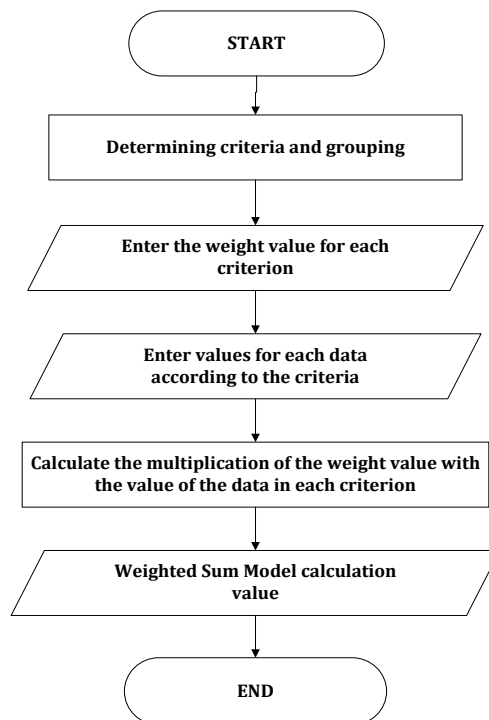 START
Determining criteria and grouping
Enter the weight value for each
criterion
Enter values for each data
according to the criteria
Calculate the multiplication of the weight value with
the value of the data in each criterion
Weighted Sum Model calculation
value
END